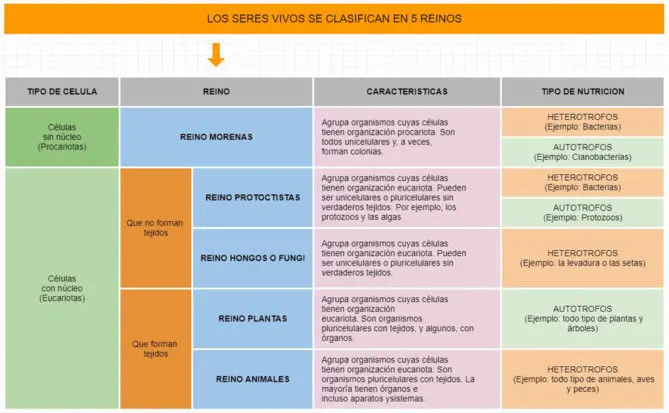 LOS SERES VIVOS SE CLASIFICAN EN 5 REINOS
TIPO DE CELULA
REINO
CARACTERISTICAS
TIPO DE NUTRICION
Células
sin núcleo
(Procariotas)
REINO MORENAS
Agrupa organismos cuyas células
tienen organización procariota. Son
todos unicelulares y, a veces,
forman colonias.
HETEROTROFOS
(Ejemplo: Bacterias)
AUTOTROFOS
(Ejemplo: Cianobacterias)
Células
con núcleo
(Eucariotas)
Que no forman
tejidos
REINO PROTOCTISTAS
Agrupa organismos cuyas células
tienen organización eucariota. Pueden
ser unicelulares o pluricelulares sin
verdaderos tejidos. Por ejemplo, los
protozoos y las algas.
HETEROTROFOS
(Ejemplo: Bacterias)
AUTOTROFOS
(Ejemplo: Protozoos)
REINO HONGOS O FUNGI
Agrupa organismos cuyas células
tienen organización eucariota. Pueden
ser unicelulares o pluricelulares sin
verdaderos tejidos.
HETEROTROFOS
(Ejemplo: la levadura o las setas)
Que forman
tejidos
REINO PLANTAS
Agrupa organismos cuyas células
tienen organización
eucariota. Son organismos
pluricelulares con tejidos, y algunos, con
órganos.
AUTOTROFOS
(Ejemplo: todo tipo de plantas y
árboles)
REINO ANIMALES
Agrupa organismos cuyas células
tienen organización eucariota. Son
organismos pluricelulares con tejidos. La
mayoría tienen órganos e
incluso aparatos ysistemas.
HETEROTROFOS
(Ejemplo: todo tipo de animales, aves
y peces)